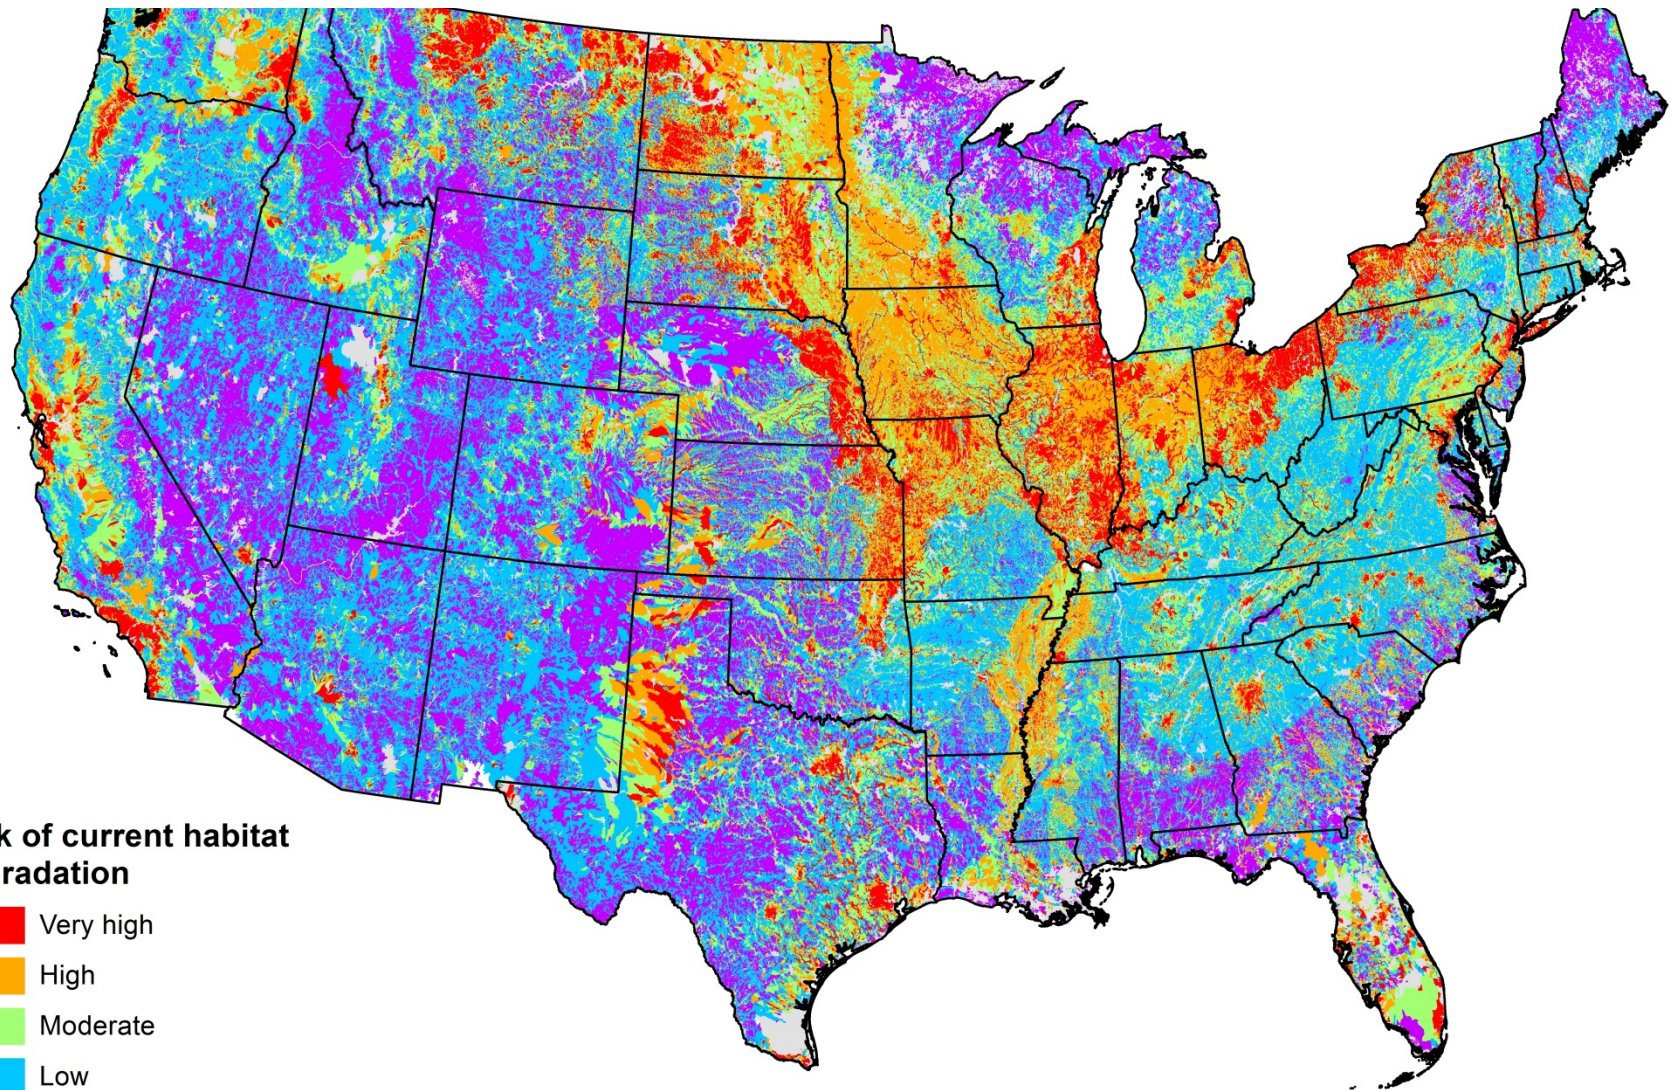 k of current habitat
radation
Very high
High
Moderate
Low